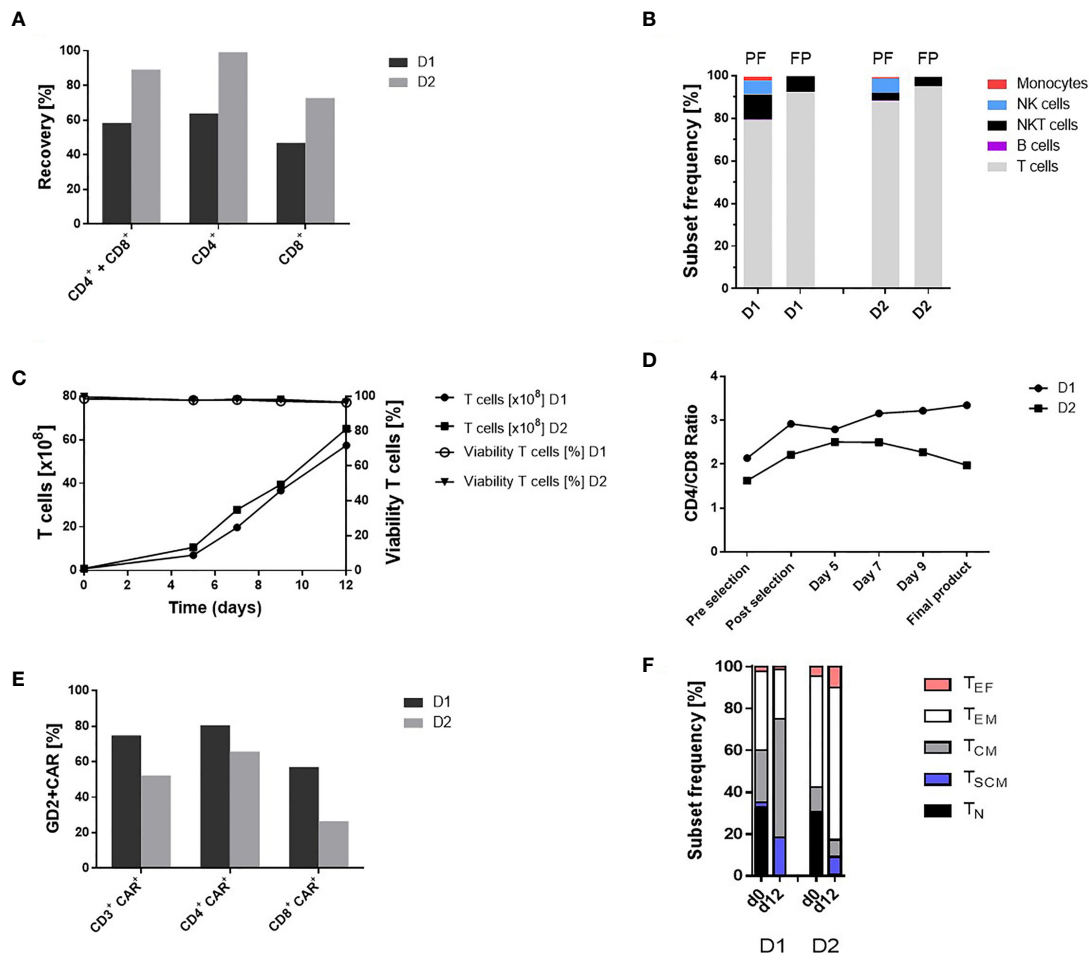 A
Recovery [%]
100
80
60
40
20
0
CD4⁺ + CD8⁺
CD4⁺
CD8⁺
D1
D2
B
PF FP PF FP
Subset frequency [%]
100
80
60
40
20
0
D1 D1 D2 D2
Monocytes
NK cells
NKT cells
B cells
T cells
C
T cells [x10⁸]
80
60
40
20
0
0 2 4 6 8 10 12
Time (days)
100
80
60
40
20
0
Viability T cells [%]
T cells [x10⁸] D1
T cells [x10⁸] D2
Viability T cells [%] D1
Viability T cells [%] D2
D
CD4/CD8 Ratio
4
3
2
1
0
Pre selection
Post selection
Day 5
Day 7
Day 9
Final product
D1
D2
E
GD2+CAR [%]
100
80
60
40
20
0
CD3⁺ CAR⁺
CD4⁺ CAR⁺
CD8⁺ CAR⁺
D1
D2
F
Subset frequency [%]
100
80
60
40
20
0
d0 d12 d0 d12
D1 D2
T_EF
T_EM
T_CM
T_SCM
T_N